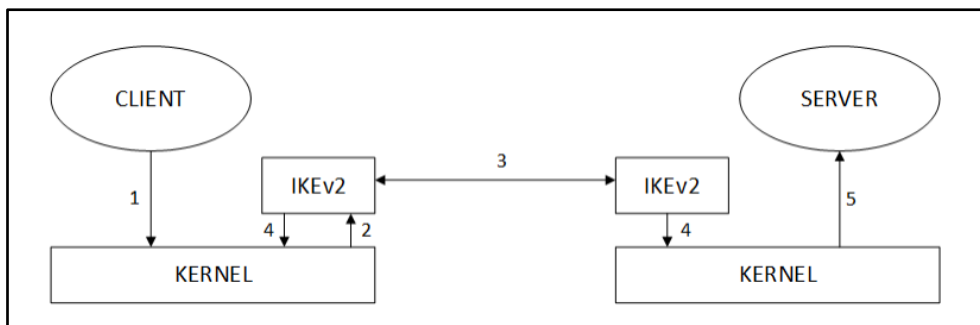 CLIENT
SERVER
3
IKEv2
IKEv2
1
4
2
4
5
KERNEL
KERNEL